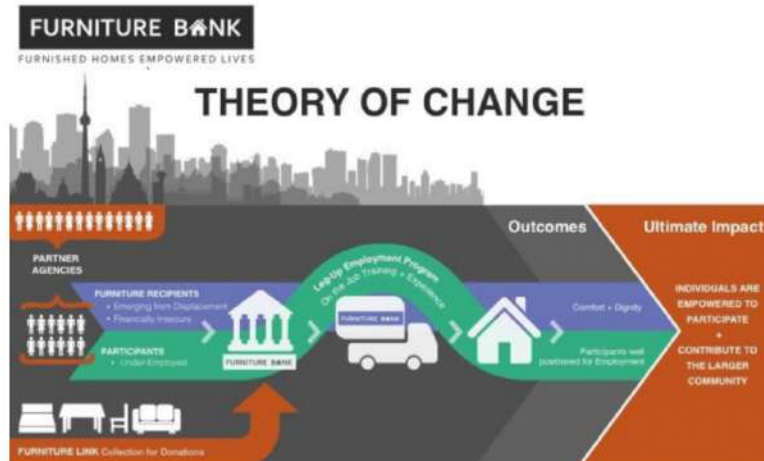 FURNITURE BANK
FURNISHED HOMES EMPOWERED LIVES
THEORY OF CHANGE
Outcomes
Ultimate Impact
PARTNER
AGENCIES
FURNITURE RECIPIENTS
• Emerging from Displacement
• Financially Insecure
PARTICIPANTS
• Under-Employed
FURNITURE BANK
Leg-Up Employment Program
On the Job Training + Experience
FURNITURE BANK
Comfort + Dignity
Participants well
positioned for Employment
INDIVIDUALS ARE
EMPOWERED TO
PARTICIPATE
+
CONTRIBUTE TO
THE LARGER
COMMUNITY
FURNITURE LINK Collection for Donations